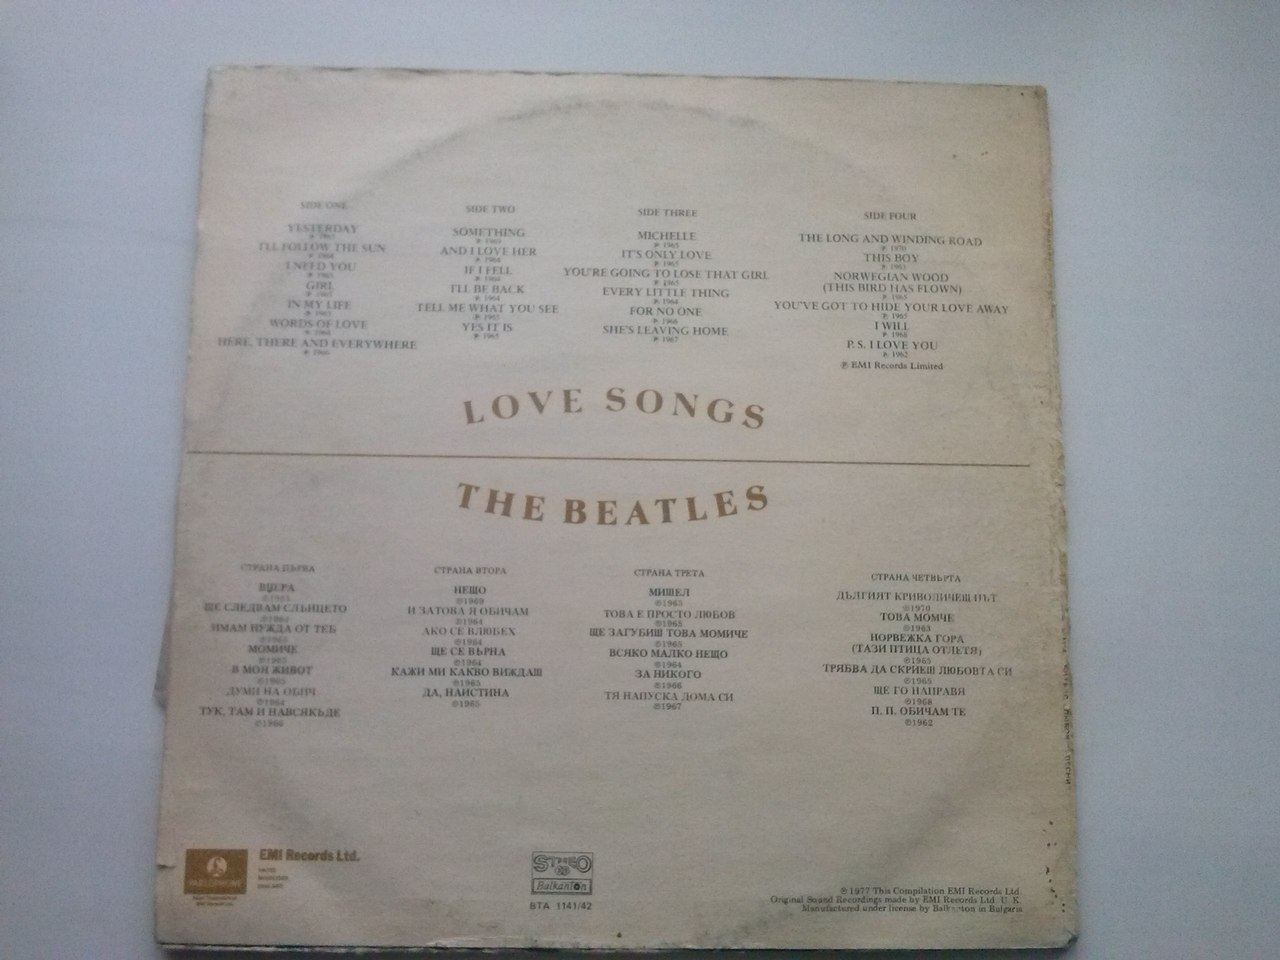 SIDE ONE
YESTERDAY
℗ 1965
I'LL FOLLOW THE SUN
℗ 1964
I NEED YOU
℗ 1965
GIRL
℗ 1965
IN MY LIFE
℗ 1965
WORDS OF LOVE
℗ 1964
HERE, THERE AND EVERYWHERE
℗ 1966
SIDE TWO
SOMETHING
℗ 1969
AND I LOVE HER
℗ 1964
IF I FELL
℗ 1964
I'LL BE BACK
℗ 1964
TELL ME WHAT YOU SEE
℗ 1965
YES IT IS
℗ 1965
SIDE THREE
MICHELLE
℗ 1965
IT'S ONLY LOVE
℗ 1965
YOU'RE GOING TO LOSE THAT GIRL
℗ 1965
EVERY LITTLE THING
℗ 1964
FOR NO ONE
℗ 1966
SHE'S LEAVING HOME
℗ 1967
SIDE FOUR
THE LONG AND WINDING ROAD
℗ 1970
THIS BOY
℗ 1963
NORWEGIAN WOOD
(THIS BIRD HAS FLOWN)
℗ 1965
YOU'VE GOT TO HIDE YOUR LOVE AWAY
℗ 1965
I WILL
℗ 1968
P.S. I LOVE YOU
℗ 1962
℗ EMI Records Limited
LOVE SONGS
THE BEATLES
СТРАНА ПЪРВА
ВЧЕРА
℗1965
ЩЕ СЛЕДВАМ СЛЪНЦЕТО
℗1964
ИМАМ НУЖДА ОТ ТЕБ
℗1965
МОМИЧЕ
℗1965
В МОЯ ЖИВОТ
℗1965
ДУМИ НА ОБИЧ
℗1964
ТУК, ТАМ И НАВСЯКЪДЕ
℗1966
СТРАНА ВТОРА
НЕЩО
℗1969
И ЗАТОВА Я ОБИЧАМ
℗1964
АКО СЕ ВЛЮБЕХ
℗1964
ЩЕ СЕ ВЪРНА
℗1964
КАЖИ МИ КАКВО ВИЖДАШ
℗1965
ДА, НАИСТИНА
℗1965
СТРАНА ТРЕТА
МИШЕЛ
℗1965
ТОВА Е ПРОСТО ЛЮБОВ
℗1965
ЩЕ ЗАГУБИШ ТОВА МОМИЧЕ
℗1965
ВСЯКО МАЛКО НЕЩО
℗1964
ЗА НИКОГО
℗1966
ТЯ НАПУСКА ДОМА СИ
℗1967
СТРАНА ЧЕТВЪРТА
ДЪЛГИЯТ КРИВОЛИЧЕЩ ПЪТ
℗1970
ТОВА МОМЧЕ
℗1963
НОРВЕЖКА ГОРА
(ТАЗИ ПТИЦА ОТЛЕТЯ)
℗1965
ТРЯБВА ДА СКРИЕШ ЛЮБОВТА СИ
℗1965
ЩЕ ГО НАПРАВЯ
℗1968
П. П. ОБИЧАМ ТЕ
℗1962
PARLOPHONE
EMI Records Ltd.
STEREO
Balkanton
BTA 1141/42
℗ 1977 This Compilation EMI Records Ltd.
Original Sound Recordings made by EMI Records Ltd. U. K.
Manufactured under license by Balkanton in Bulgaria